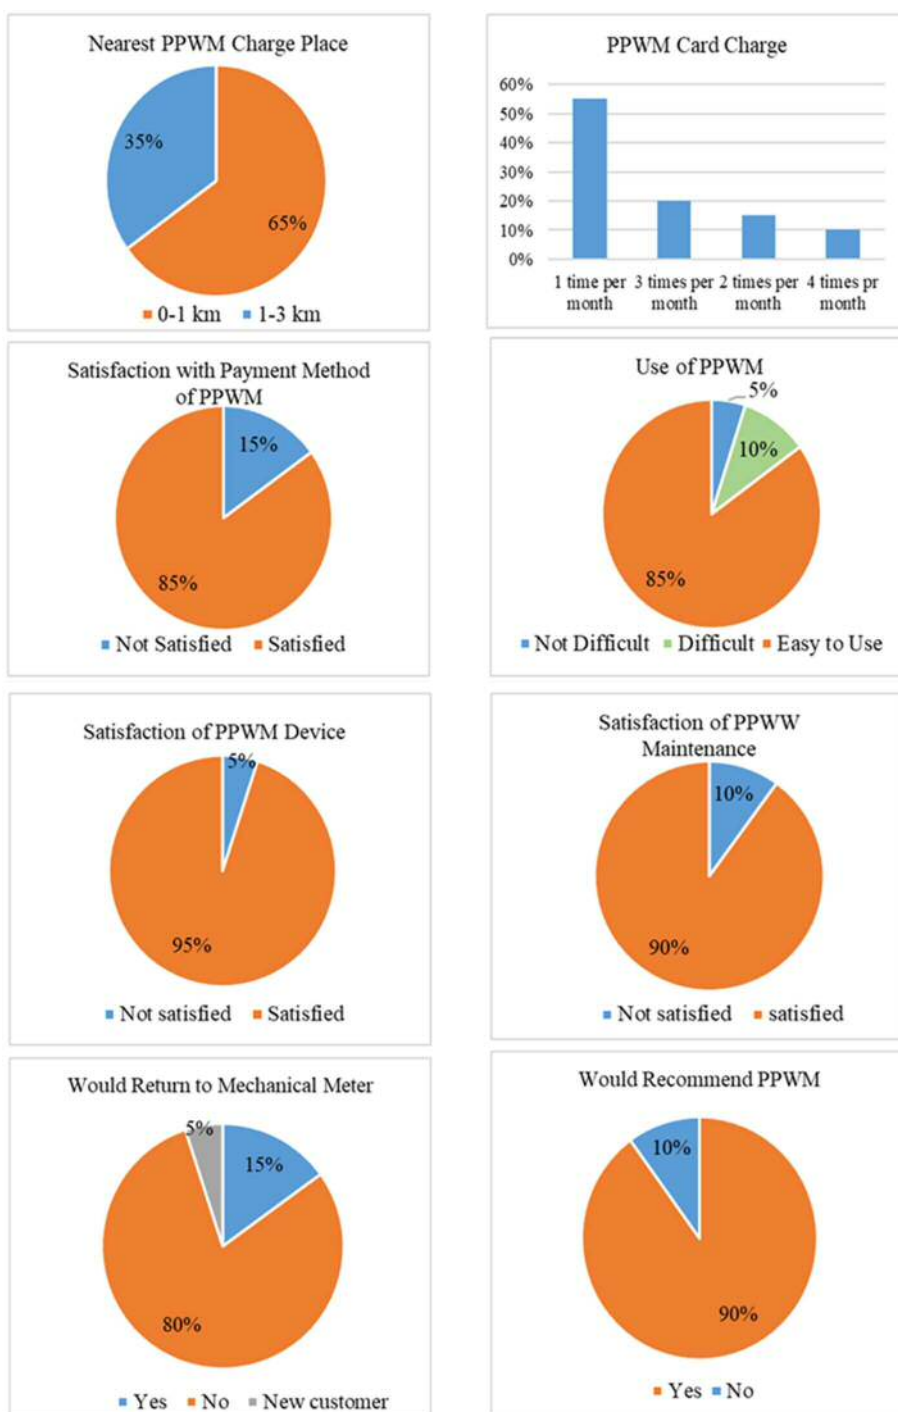 Nearest PPWM Charge Place
35%
65%
0-1 km 1-3 km
PPWM Card Charge
60%
50%
40%
30%
20%
10%
0%
1 time per 3 times per 2 times per 4 times pr
month month month month
Satisfaction with Payment Method
of PPWM
15%
85%
Not Satisfied Satisfied
Use of PPWM
5%
10%
85%
Not Difficult Difficult Easy to Use
Satisfaction of PPWM Device
5%
95%
Not satisfied Satisfied
Satisfaction of PPWW
Maintenance
10%
90%
Not satisfied satisfied
Would Return to Mechanical Meter
5%
15%
80%
Yes No New customer
Would Recommend PPWM
10%
90%
Yes No